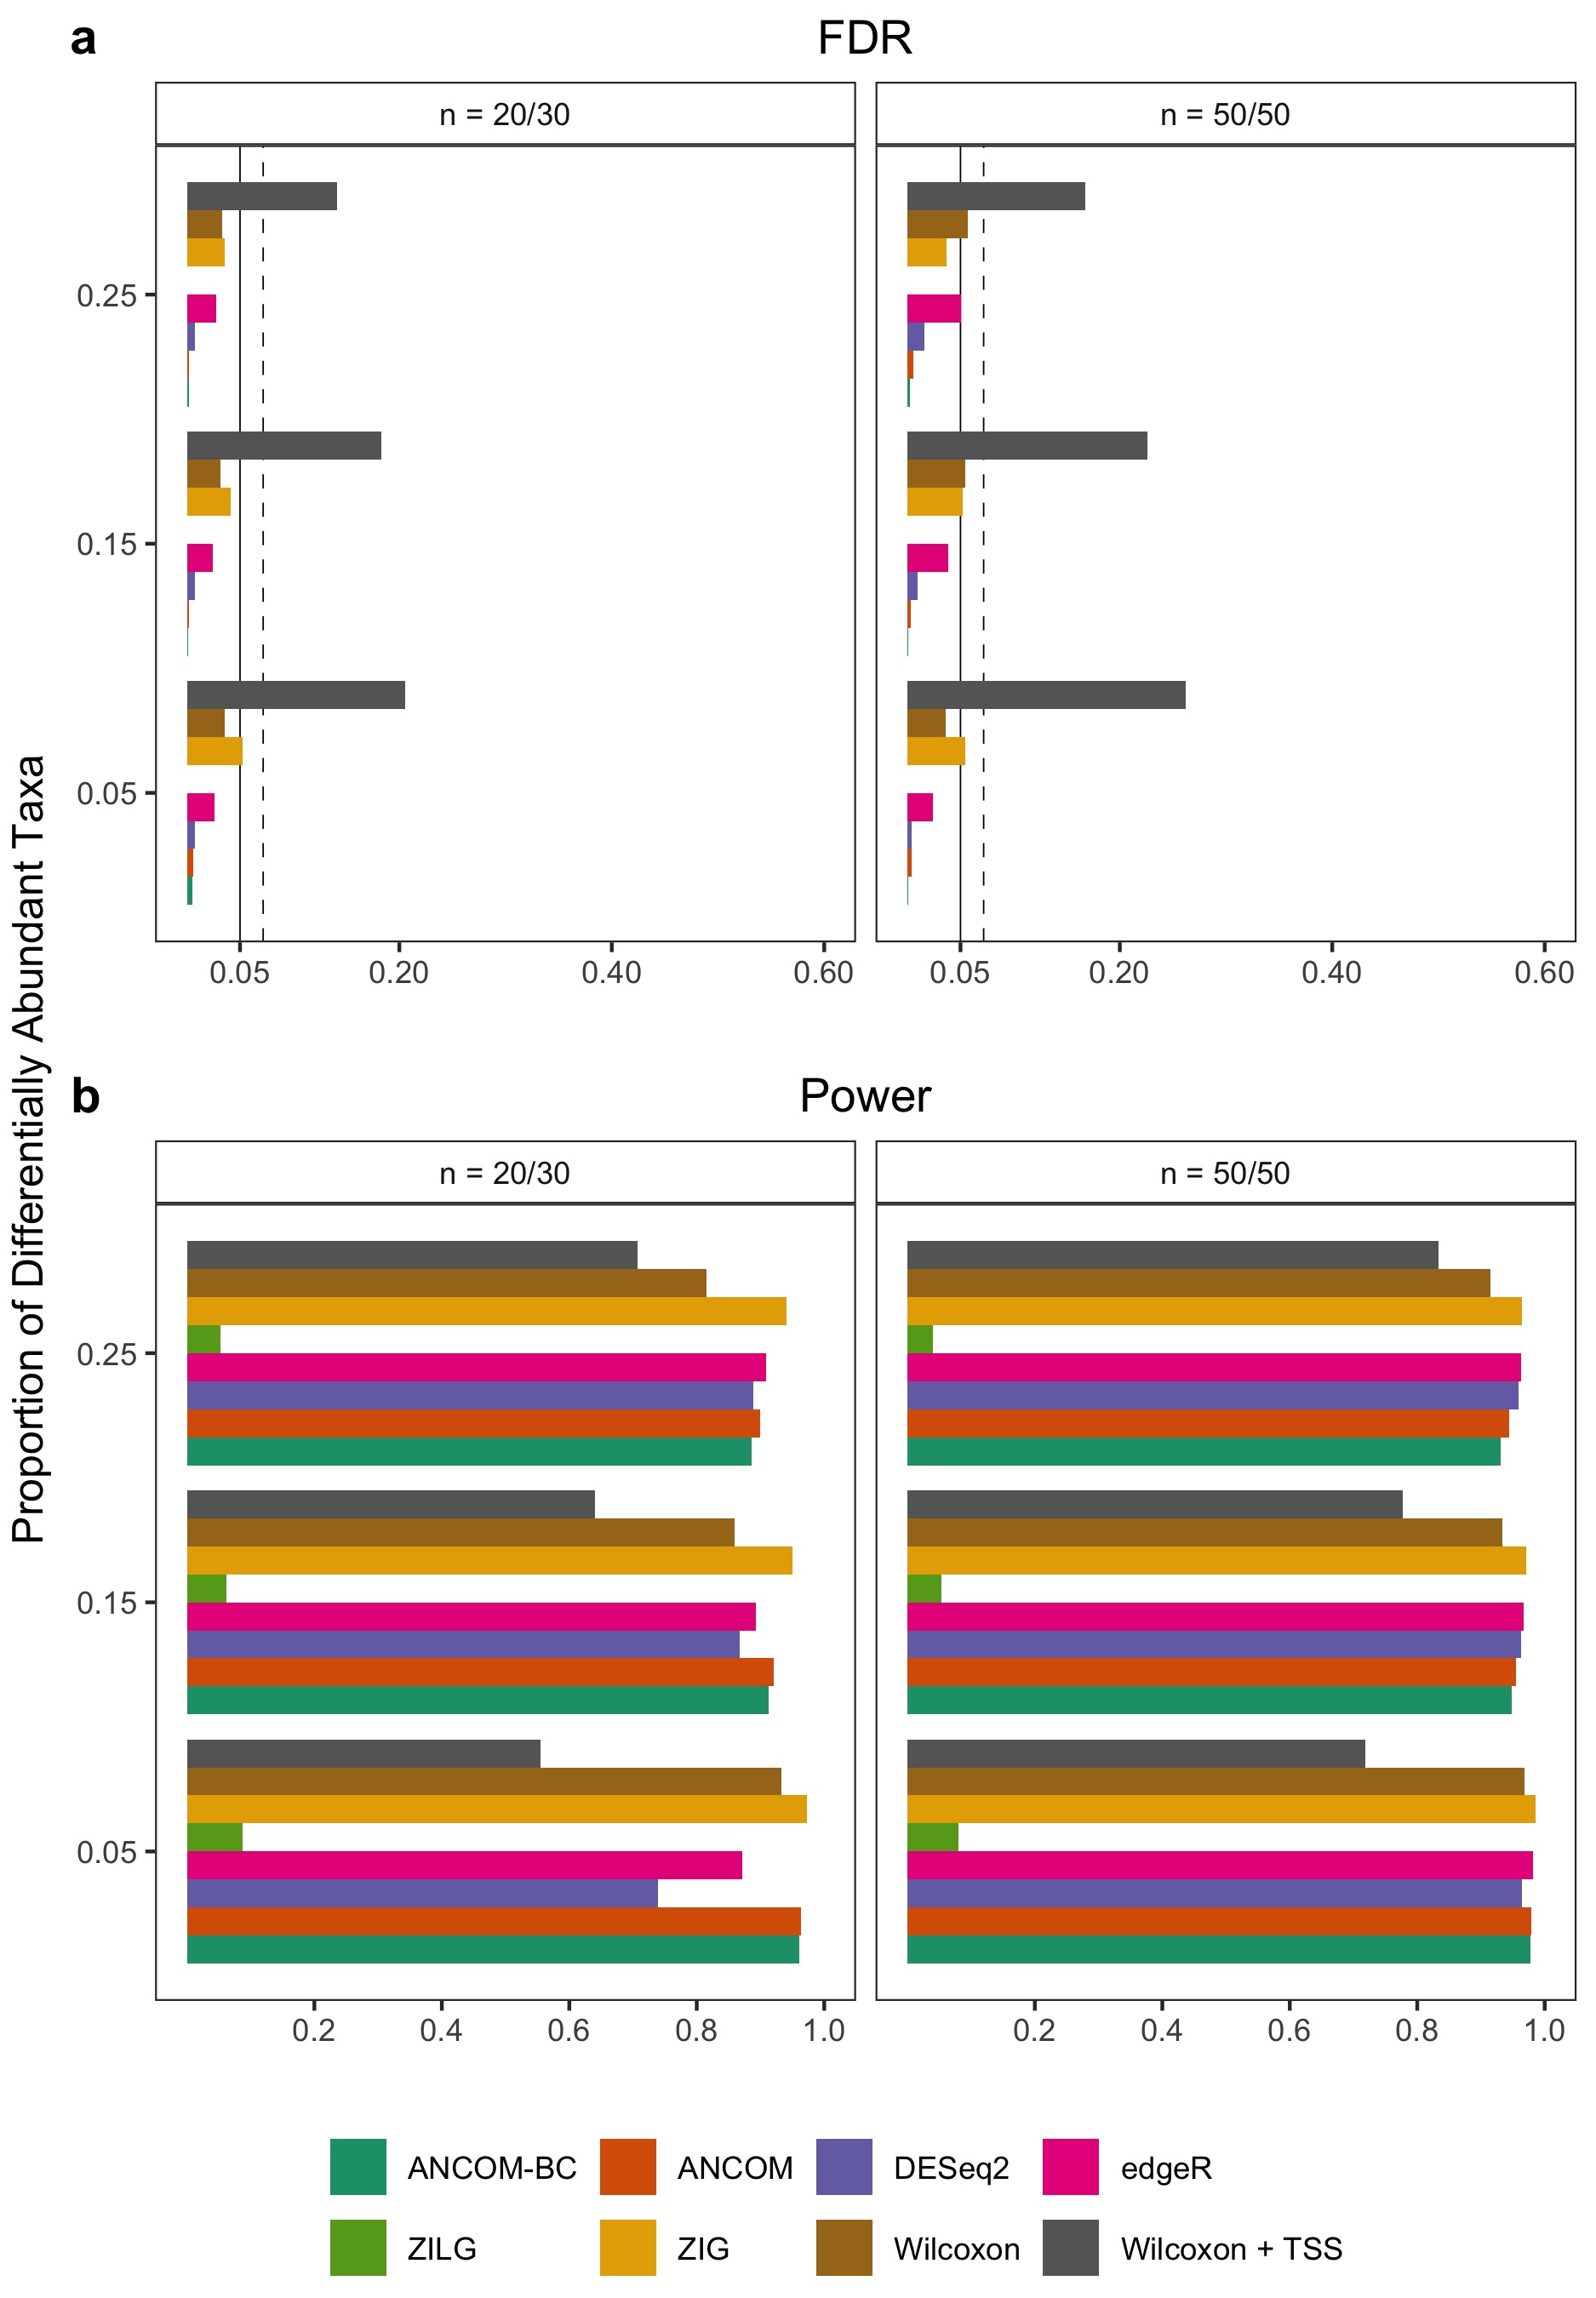 a
FDR
n = 20/30
n = 50/50
0.25
0.15
0.05
0.05 0.20 0.40 0.60
0.05 0.20 0.40 0.60
Proportion of Differentially Abundant Taxa
b
Power
n = 20/30
n = 50/50
0.25
0.15
0.05
0.2 0.4 0.6 0.8 1.0
0.2 0.4 0.6 0.8 1.0
ANCOM-BC ANCOM DESeq2 edgeR
ZILG ZIG Wilcoxon Wilcoxon + TSS